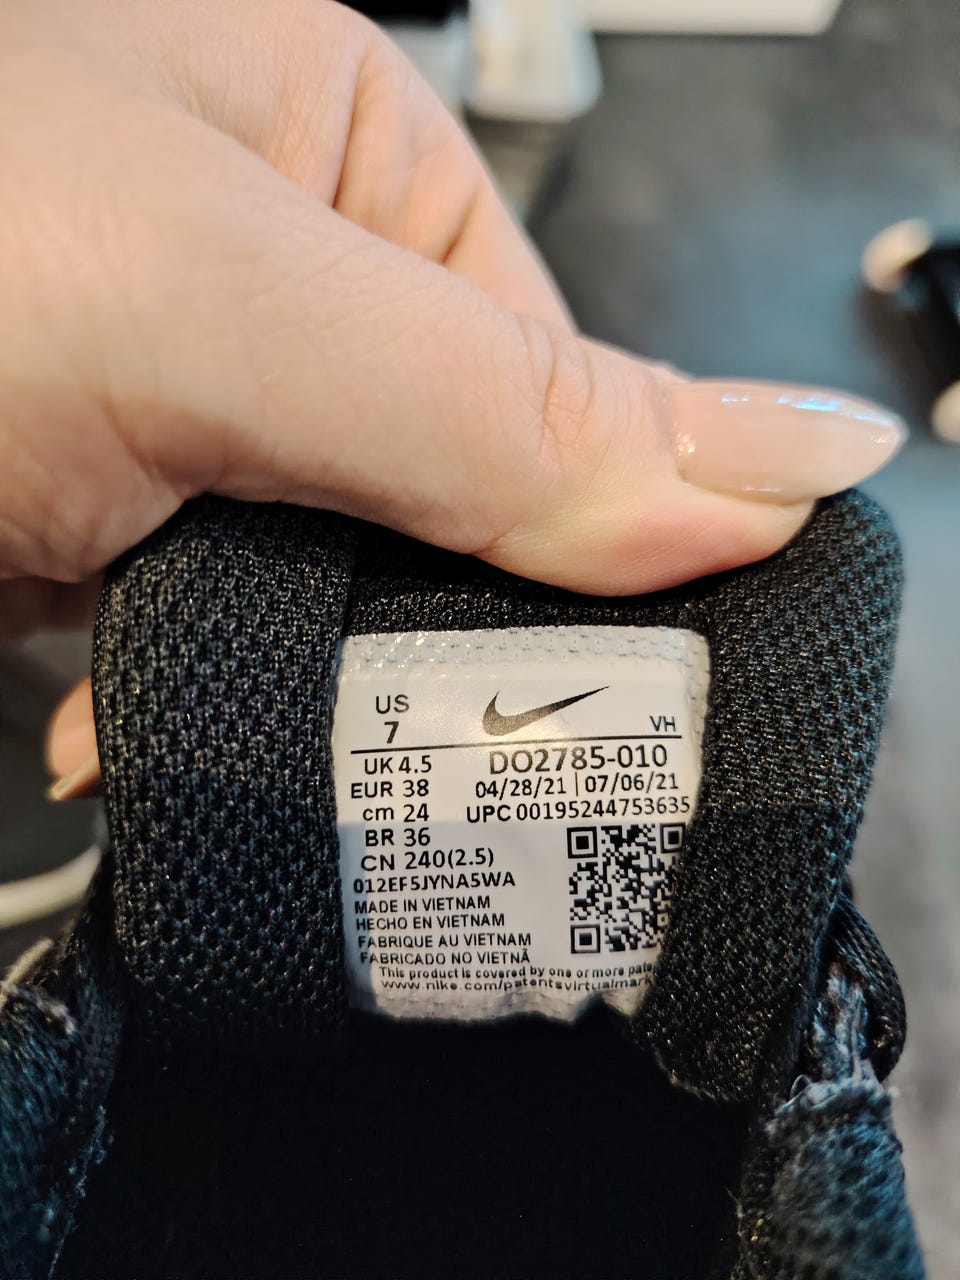 US
7
VH
UK 4.5
DO2785-010
EUR 38
04/28/21 | 07/06/21
cm 24
UPC 00195244753635
BR 36
CN 240(2.5)
012EF5JYNA5WA
MADE IN VIETNAM
HECHO EN VIETNAM
FABRIQUE AU VIETNAM
FABRICADO NO VIETNÃ
This product is covered by one or more
www.nike.com/patentsvirtualmark